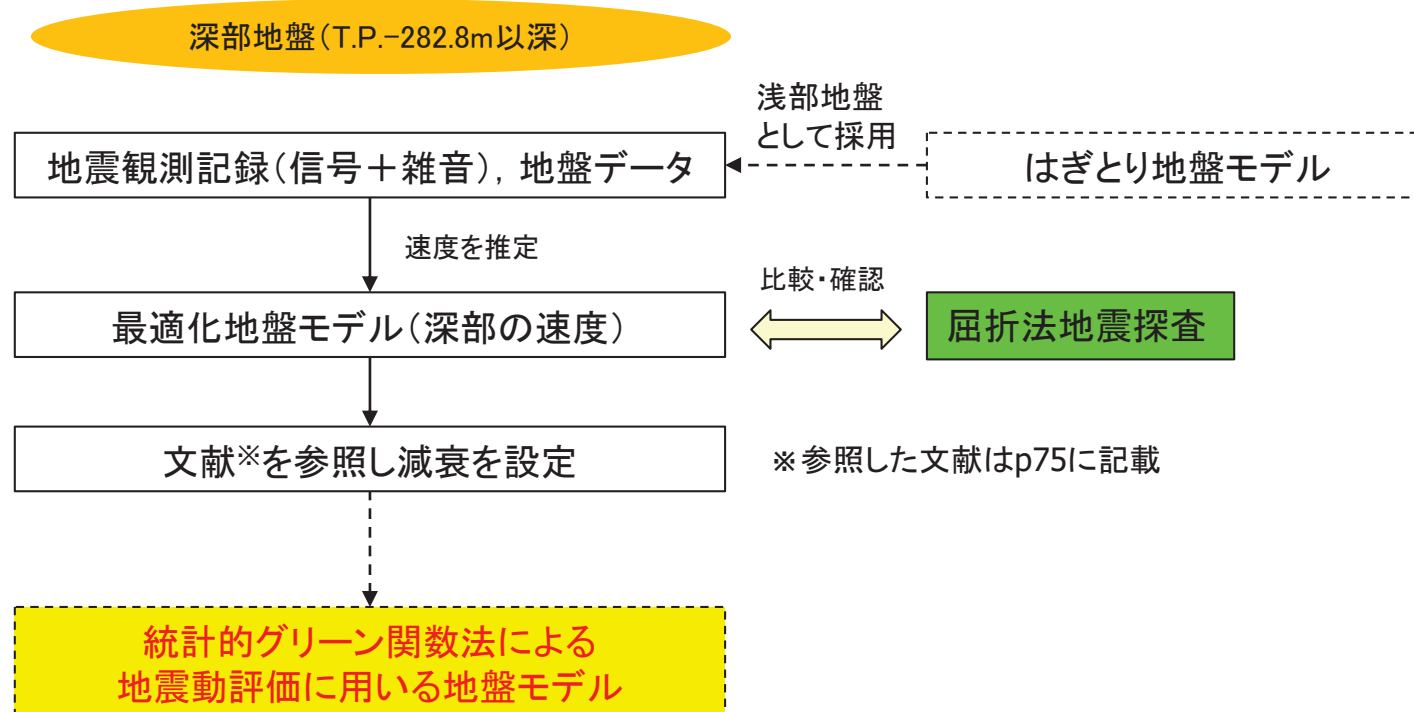 深部地盤(T.P.-282.8m以深)
浅部地盤
として採用
地震観測記録(信号+雑音),地盤データ
はぎとり地盤モデル
速度を推定
比較・確認
最適化地盤モデル(深部の速度)
屈折法地震探査
文献※を参照し減衰を設定
※参照した文献はp75に記載
統計的グリーン関数法による
地震動評価に用いる地盤モデル